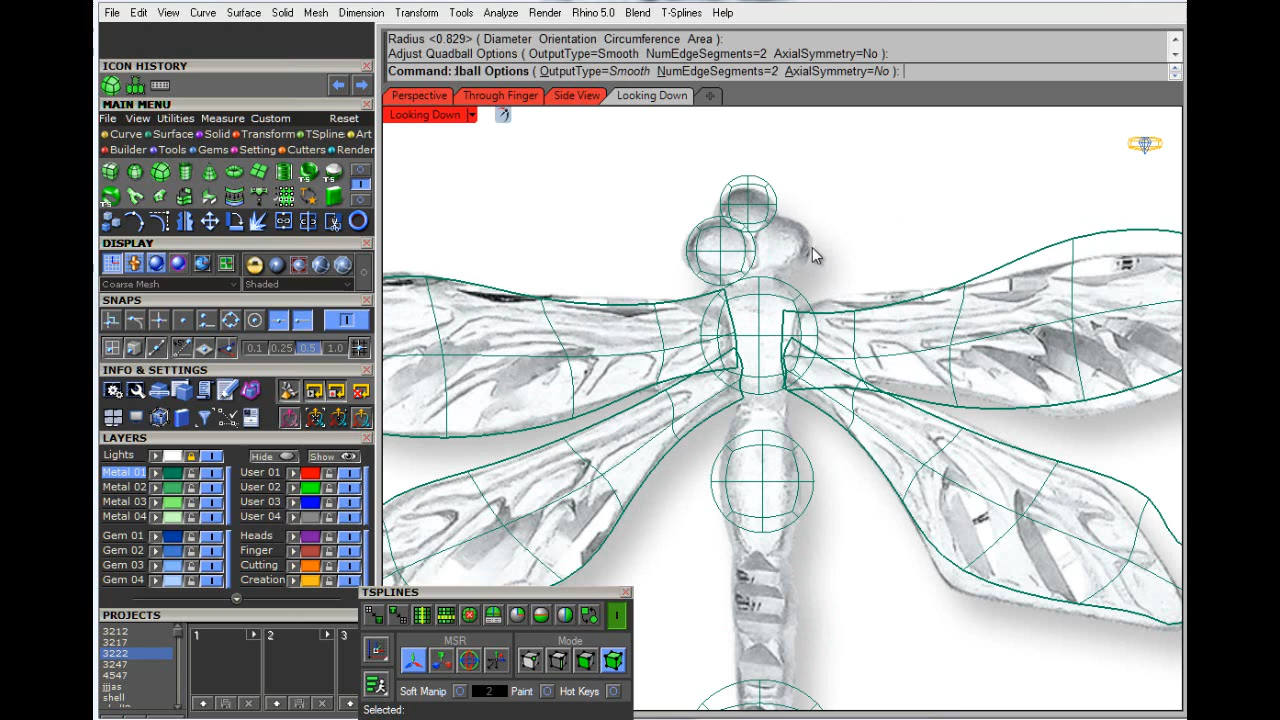 File Edit View Curve Surface Solid Mesh Dimension Transform Tools Analyze Render Rhino 5.0 Blend T-Splines Help
Radius <0.829> ( Diameter Orientation Circumference Area ):
Adjust Quadball Options ( OutputType=Smooth NumEdgeSegments=2 AxialSymmetry=No ):
Command: lball Options ( OutputType=Smooth NumEdgeSegments=2 AxialSymmetry=No ):
Perspective Through Finger Side View Looking Down
Looking Down
ICON HISTORY
MAIN MENU
File View Utilities Measure Custom Reset
Curve Surface Solid Transform TSpline Art
Builder Tools Gems Setting Cutters Render
T-S T-S
TS
DISPLAY
Coarse Mesh Shaded
SNAPS
0.1 0.25 0.5 1.0
INFO & SETTINGS
LAYERS
Lights Hide Show
Metal 01 User 01
Metal 02 User 02
Metal 03 User 03
Metal 04 User 04
Gem 01 Heads
Gem 02 Finger
Gem 03 Cutting
Gem 04 Creation
PROJECTS
3212
3217
3222
3247
4547
jjjas
shell
1 2 3
TSPLINES
MSR Mode
Soft Manip 2 Paint Hot Keys
Selected: